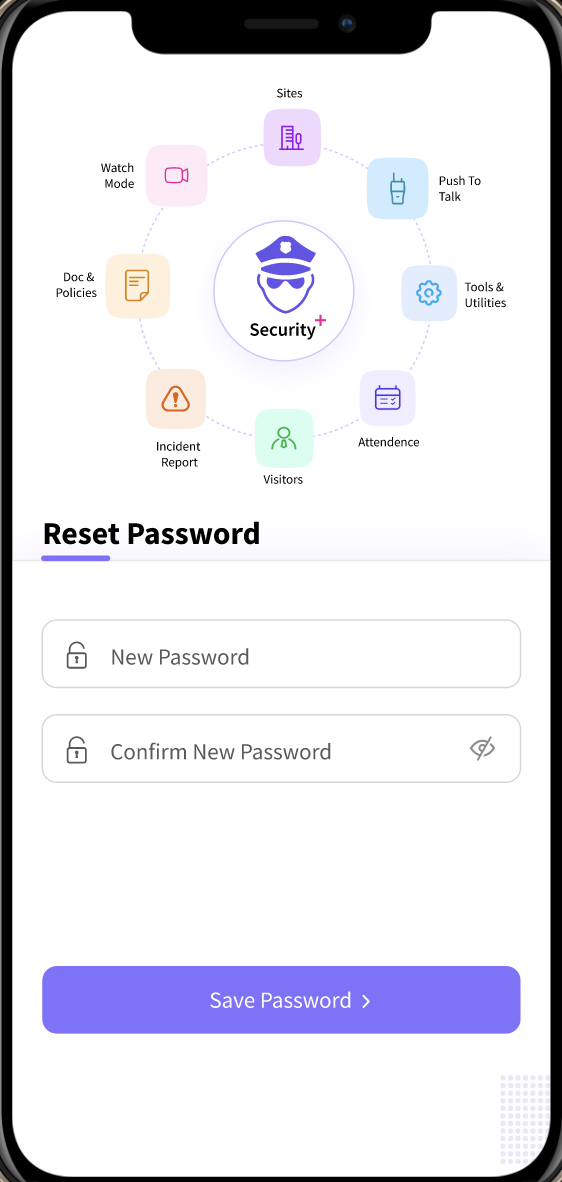 Sites
Watch
Mode
Push To
Talk
Doc &
Policies
Tools &
Utilities
Security+
Incident
Report
Attendence
Visitors
Reset Password
New Password
Confirm New Password
Save Password